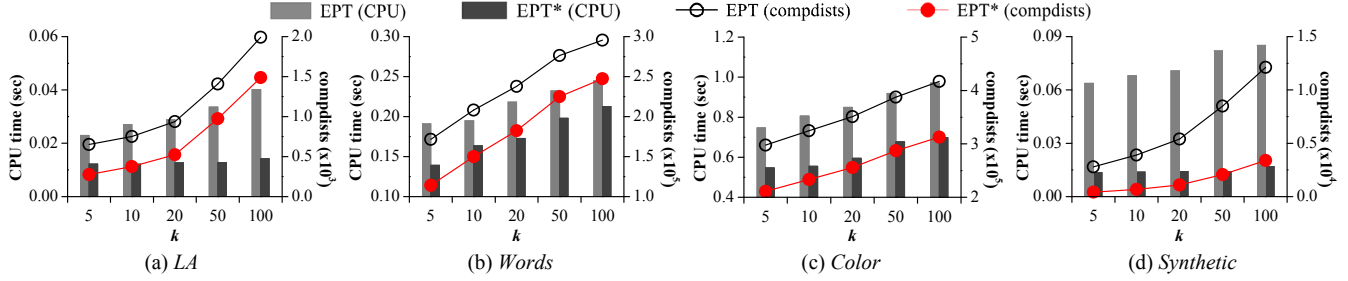 EPT (CPU) EPT* (CPU) EPT (compdists) EPT* (compdists)
0.06 0.04 0.02 0.00
CPU time (sec)
2.0 1.5 1.0 0.5 0.0
compdists (x10³)
5 10 20 50 100
k
(a) LA
0.30 0.25 0.20 0.15 0.10
CPU time (sec)
3.0 2.5 2.0 1.5 1.0
compdists (x10⁵)
5 10 20 50 100
k
(b) Words
1.2 1.0 0.8 0.6 0.4
CPU time (sec)
5 4 3 2
compdists (x10⁵)
5 10 20 50 100
k
(c) Color
0.09 0.06 0.03 0.00
CPU time (sec)
1.5 1.0 0.5 0.0
compdists (x10⁴)
5 10 20 50 100
k
(d) Synthetic